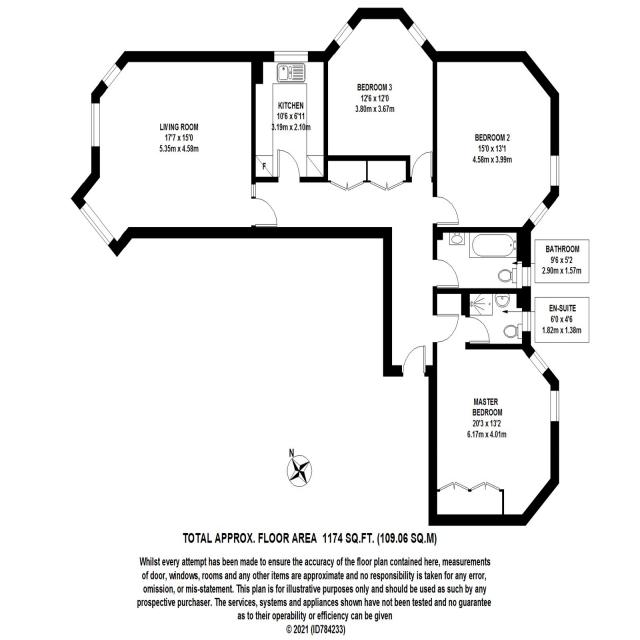 BEDROOM 3
12'6 x 12'0
3.80m x 3.67m
KITCHEN
10'6 x 6'11
3.19m x 2.10m
F
LIVING ROOM
17'7 x 15'0
5.35m x 4.58m
BEDROOM 2
15'0 x 13'1
4.58m x 3.99m
BATHROOM
9'6 x 5'2
2.90m x 1.57m
EN-SUITE
6'0 x 4'6
1.82m x 1.38m
MASTER
BEDROOM
20'3 x 13'2
6.17m x 4.01m
N
TOTAL APPROX. FLOOR AREA 1174 SQ.FT. (109.06 SQ.M)
Whilst every attempt has been made to ensure the accuracy of the floor plan contained here, measurements
of door, windows, rooms and any other items are approximate and no responsibility is taken for any error,
omission, or mis-statement. This plan is for illustrative purposes only and should be used as such by any
prospective purchaser. The services, systems and appliances shown have not been tested and no guarantee
as to their operability or efficiency can be given
© 2021 (ID784233)